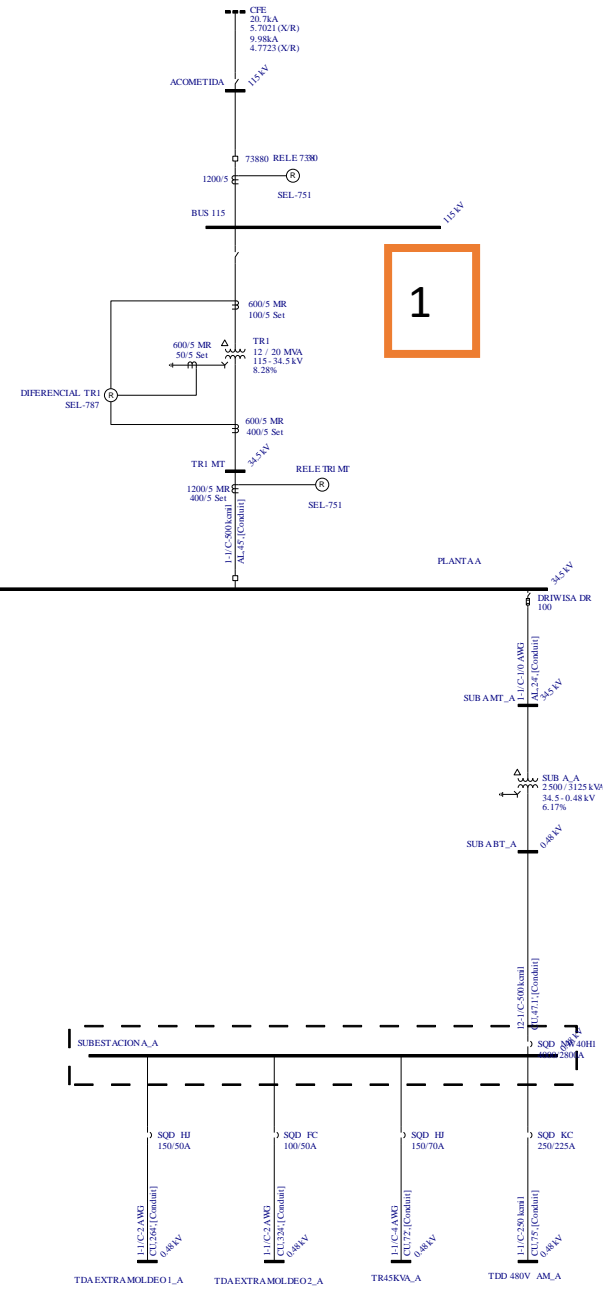 CFE
20.7kA
5.7021 (X/R)
9.98kA
4.7723 (X/R)
115 kV
ACOMETIDA
73880
1200/5
R
SEL-751
BUS 115
115 kV
1
600/5 MR
100/5 Set
TR1
12 / 20 MVA
115 - 34.5 kV
8.28%
600/5 MR
50/5 Set
DIFERENCIAL TR1
SEL-787
R
600/5 MR
400/5 Set
34.5 kV
TR1 MT
RELE TR1 MT
1200/5 MR
400/5 Set
R
SEL-751
1-1/C-500 kcmil
AL,45',[Conduit]
PLANTA A
34.5 kV
DRIWISA DR
100
1-1/C-1/0 AWG
AL,24',[Conduit]
34.5 kV
SUB AMT_A
SUB A_A
2500 / 3125 kVA
34.5 - 0.48 kV
6.17%
0.48 kV
SUB ABT_A
12-1/C-500 kcmil
CU,47.1',[Conduit]
SUBESTACION A_A
SQD NW40H1
4000/2800A
0.48 kV
SQD HJ
150/50A
SQD FC
100/50A
SQD HJ
150/70A
SQD KC
250/225A
1-1/C-2 AWG
CU,264',[Conduit]
0.48 kV
1-1/C-2 AWG
CU,324',[Conduit]
0.48 kV
1-1/C-4 AWG
CU,72',[Conduit]
0.48 kV
1-1/C-250 kcmil
CU,75',[Conduit]
0.48 kV
TDA EXTRA MOLDEO 1_A
TDA EXTRA MOLDEO 2_A
TR45KVA_A
TDD 480V AM_A